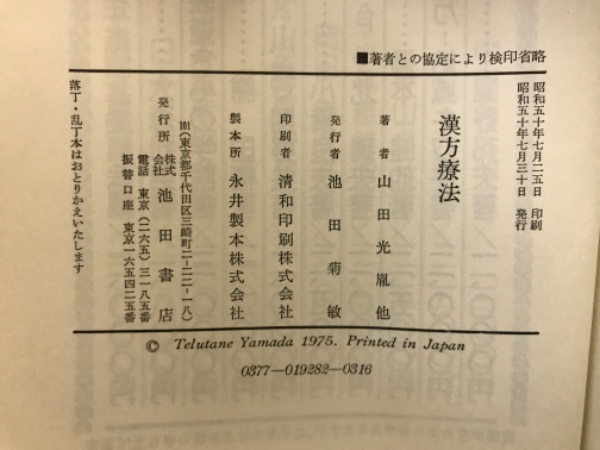 ■著者との協定により検印省略
昭和五十年七月二五日　印刷
昭和五十年七月三十日　発行
漢方療法
著者　山田光胤他
発行者　池田菊敏
印刷者　清和印刷株式会社
製本所　永井製本株式会社
101(東京都千代田区三崎町二-二二-一八)
発行所　株式会社　池田書店
電話　東京(二六五)三一八五番
振替口座　東京一六五四二五番
落丁・乱丁本はおとりかえいたします
© Telutane Yamada 1975. Printed in Japan
0377—019282—0316